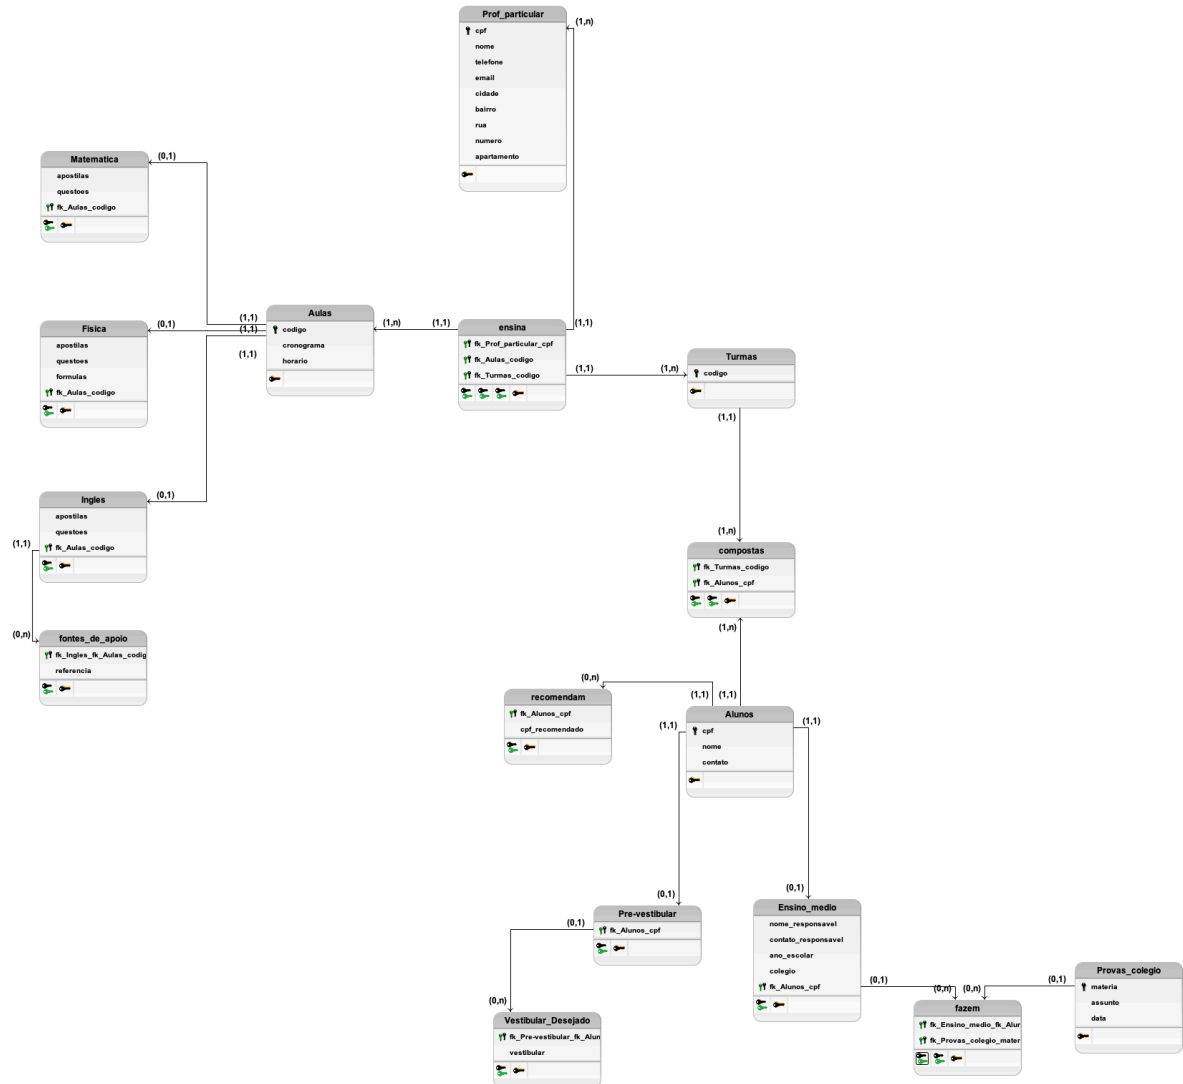 Prof_particular
(1,n)
cpf
nome
telefone
email
cidade
bairro
rua
numero
apartamento
Matematica
(0,1)
apostilas
questoes
fk_Aulas_codigo
Fisica
(0,1)
apostilas
questoes
formulas
fk_Aulas_codigo
(1,1)
(1,1)
(1,1)
Aulas
codigo
cronograma
horario
(1,n)
(1,1)
ensina
(1,1)
fk_Prof_particular_cpf
fk_Aulas_codigo
fk_Turmas_codigo
(1,1)
(1,n)
Turmas
codigo
(1,1)
Ingles
(0,1)
apostilas
questoes
fk_Aulas_codigo
(1,1)
(0,n)
fontes_de_apoio
fk_Ingles_fk_Aulas_codig
referencia
(1,n)
compostas
fk_Turmas_codigo
fk_Alunos_cpf
(1,n)
(0,n)
recomendam
fk_Alunos_cpf
cpf_recomendado
(1,1)
(1,1)
Alunos
(1,1)
(1,1)
cpf
nome
contato
(0,1)
Pre-vestibular
fk_Alunos_cpf
(0,1)
(0,n)
Vestibular_Desejado
fk_Pre-vestibular_fk_Alun
vestibular
(0,1)
Ensino_medio
nome_responsavel
contato_responsavel
ano_escolar
colegio
fk_Alunos_cpf
(0,1)
(0,n)
(0,n)
fazem
fk_Ensino_medio_fk_Alur
fk_Provas_colegio_mater
(0,1)
Provas_colegio
materia
assunto
data